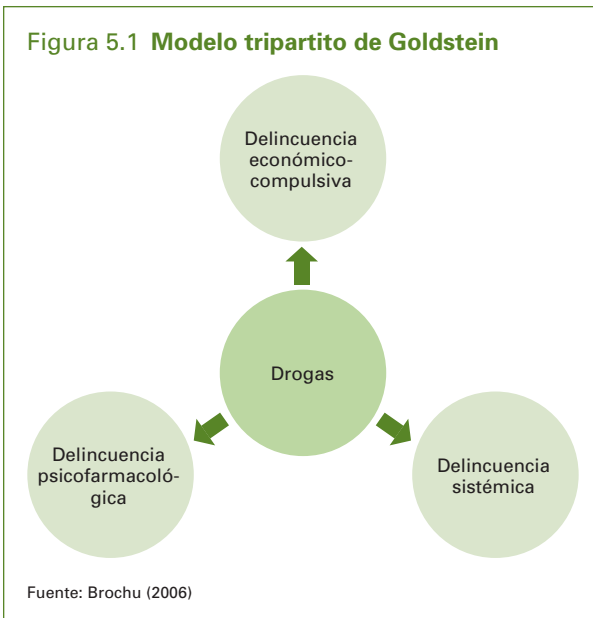 Figura 5.1 Modelo tripartito de Goldstein
Delincuencia
económico-
compulsiva
Drogas
Delincuencia
psicofarmacoló-
gica
Delincuencia
sistémica
Fuente: Brochu (2006)